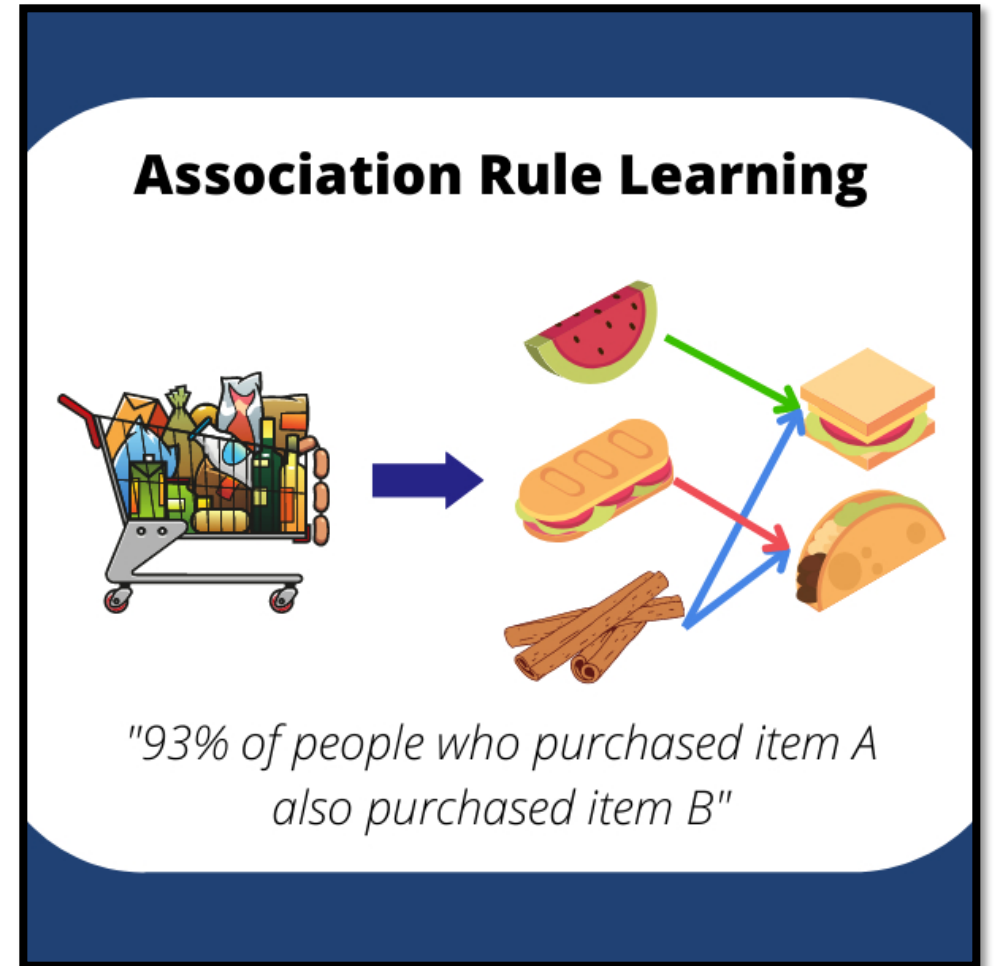 Association Rule Learning
"93% of people who purchased item A
also purchased item B"